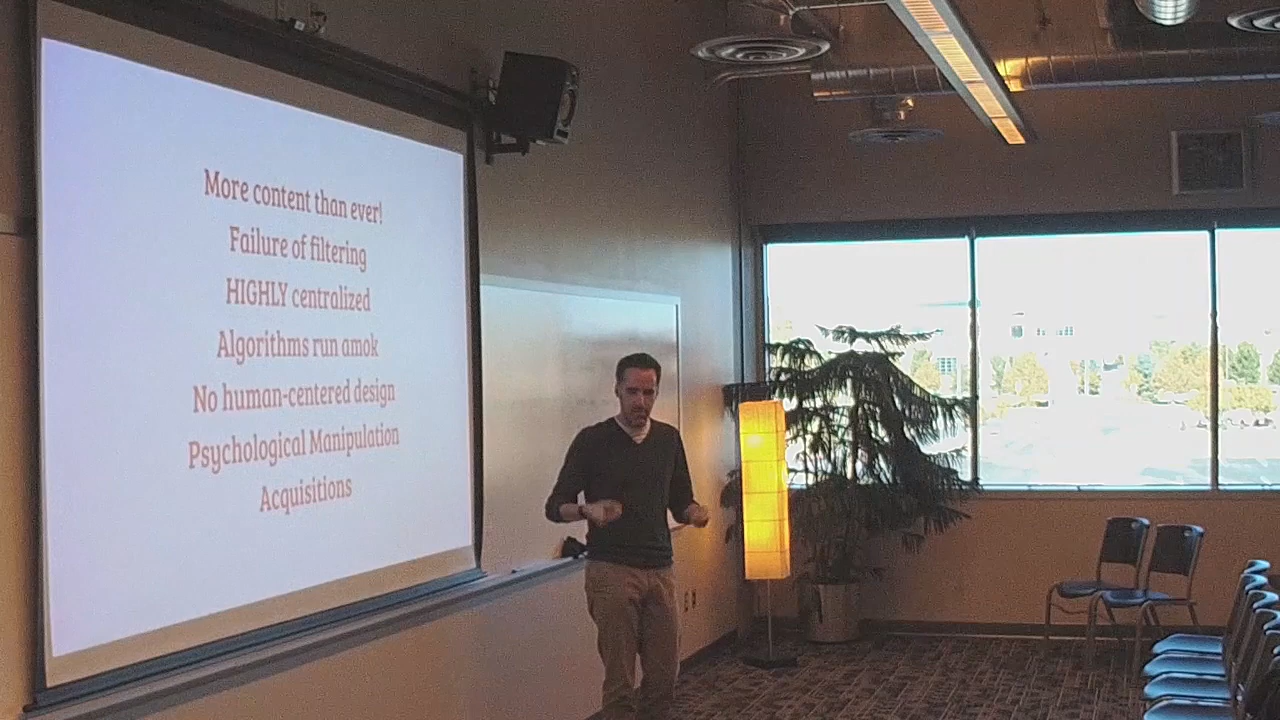 More content than ever!
Failure of filtering
HIGHLY centralized
Algorithms run amok
No human-centered design
Psychological Manipulation
Acquisitions